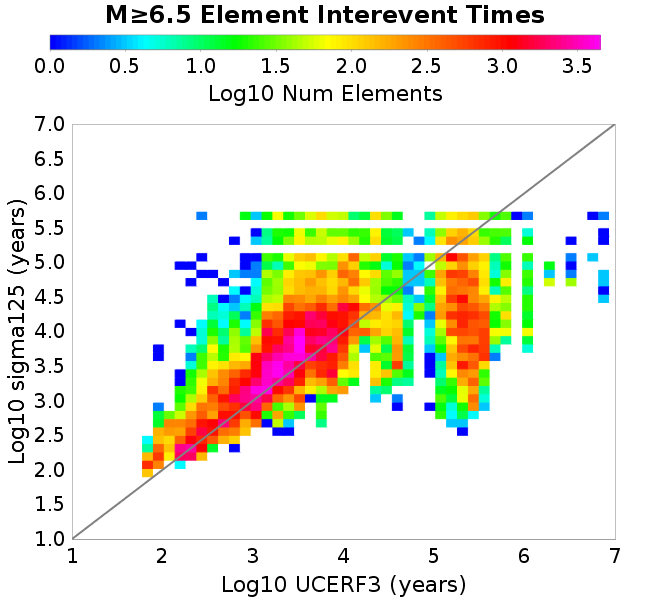 M≥6.5 Element Interevent Times
0.0 0.5 1.0 1.5 2.0 2.5 3.0 3.5
Log10 Num Elements
7.0
6.5
6.0
5.5
5.0
4.5
4.0
3.5
3.0
2.5
2.0
1.5
1.0
Log10 sigma125 (years)
1 2 3 4 5 6 7
Log10 UCERF3 (years)